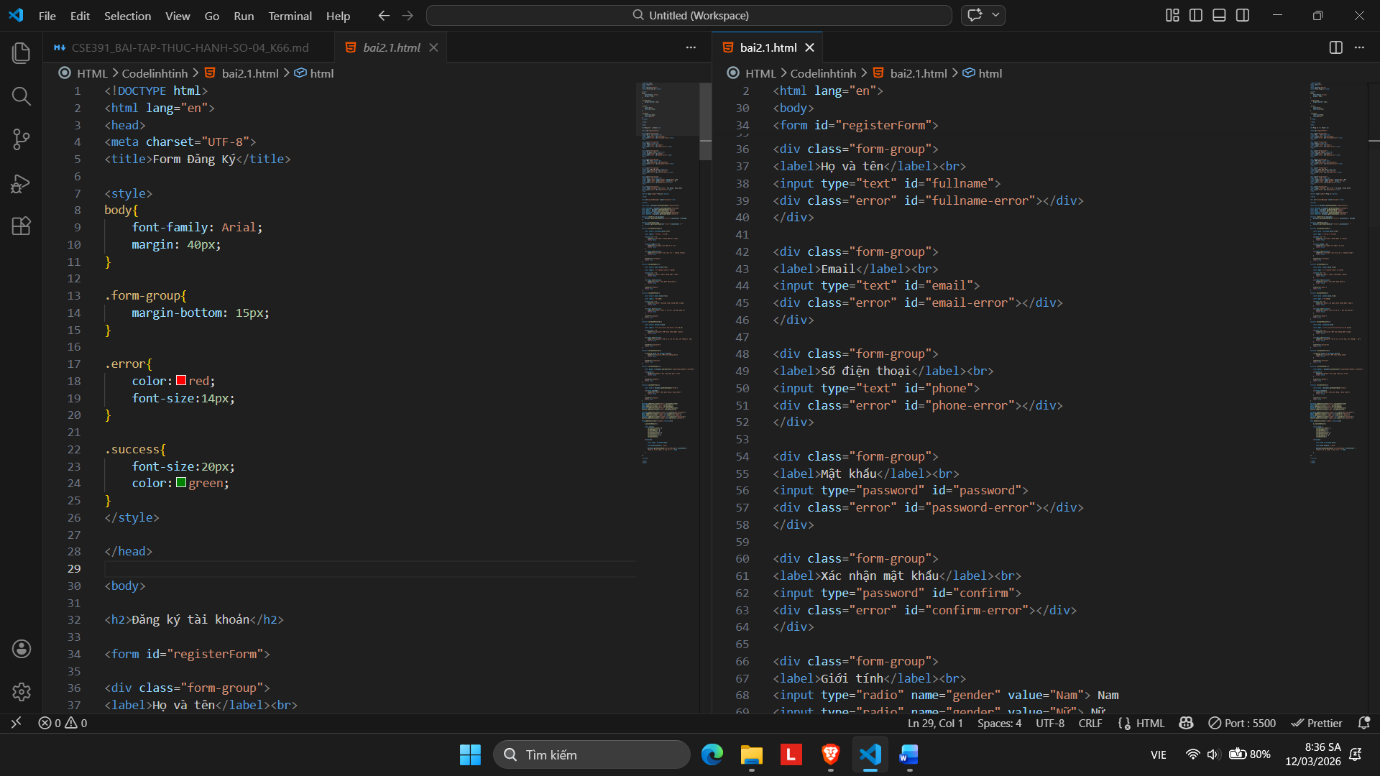 File Edit Selection View Go Run Terminal Help
Untitled (Workspace)
CSE391_BAI-TAP-THUC-HANH-SO-04_K66.md
bai2.1.html
HTML > Codelinhtinh > bai2.1.html > html
1 <!DOCTYPE html>
2 <html lang="en">
3 <head>
4 <meta charset="UTF-8">
5 <title>Form Đăng Ký</title>
6
7 <style>
8 body{
9 font-family: Arial;
10 margin: 40px;
11 }
12
13 .form-group{
14 margin-bottom: 15px;
15 }
16
17 .error{
18 color:red;
19 font-size:14px;
20 }
21
22 .success{
23 font-size:20px;
24 color:green;
25 }
26 </style>
27
28 </head>
29
30 <body>
31
32 <h2>Đăng ký tài khoản</h2>
33
34 <form id="registerForm">
35
36 <div class="form-group">
37 <label>Họ và tên</label><br>
bai2.1.html
HTML > Codelinhtinh > bai2.1.html > html
2 <html lang="en">
30 <body>
34 <form id="registerForm">
36 <div class="form-group">
37 <label>Họ và tên</label><br>
38 <input type="text" id="fullname">
39 <div class="error" id="fullname-error"></div>
40 </div>
41
42 <div class="form-group">
43 <label>Email</label><br>
44 <input type="text" id="email">
45 <div class="error" id="email-error"></div>
46 </div>
47
48 <div class="form-group">
49 <label>Số điện thoại</label><br>
50 <input type="text" id="phone">
51 <div class="error" id="phone-error"></div>
52 </div>
53
54 <div class="form-group">
55 <label>Mật khẩu</label><br>
56 <input type="password" id="password">
57 <div class="error" id="password-error"></div>
58 </div>
59
60 <div class="form-group">
61 <label>Xác nhận mật khẩu</label><br>
62 <input type="password" id="confirm">
63 <div class="error" id="confirm-error"></div>
64 </div>
65
66 <div class="form-group">
67 <label>Giới tính</label><br>
68 <input type="radio" name="gender" value="Nam"> Nam
69 <input type="radio" name="gender" value="Nữ"> Nữ
0 0
Ln 29, Col 1 Spaces: 4 UTF-8 CRLF HTML Port : 5500 Prettier
Tìm kiếm
L
W
VIE
80%
8:36 SA
12/03/2026